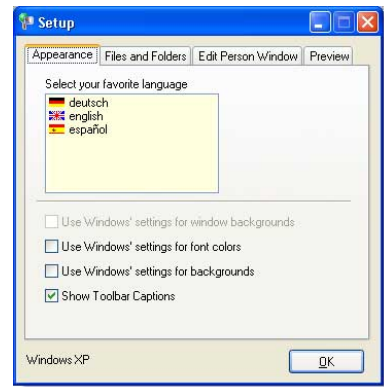 Setup
Appearance Files and Folders Edit Person Window Preview
Select your favorite language
deutsch
english
español
Use Windows' settings for window backgrounds
Use Windows' settings for font colors
Use Windows' settings for backgrounds
Show Toolbar Captions
Windows XP OK